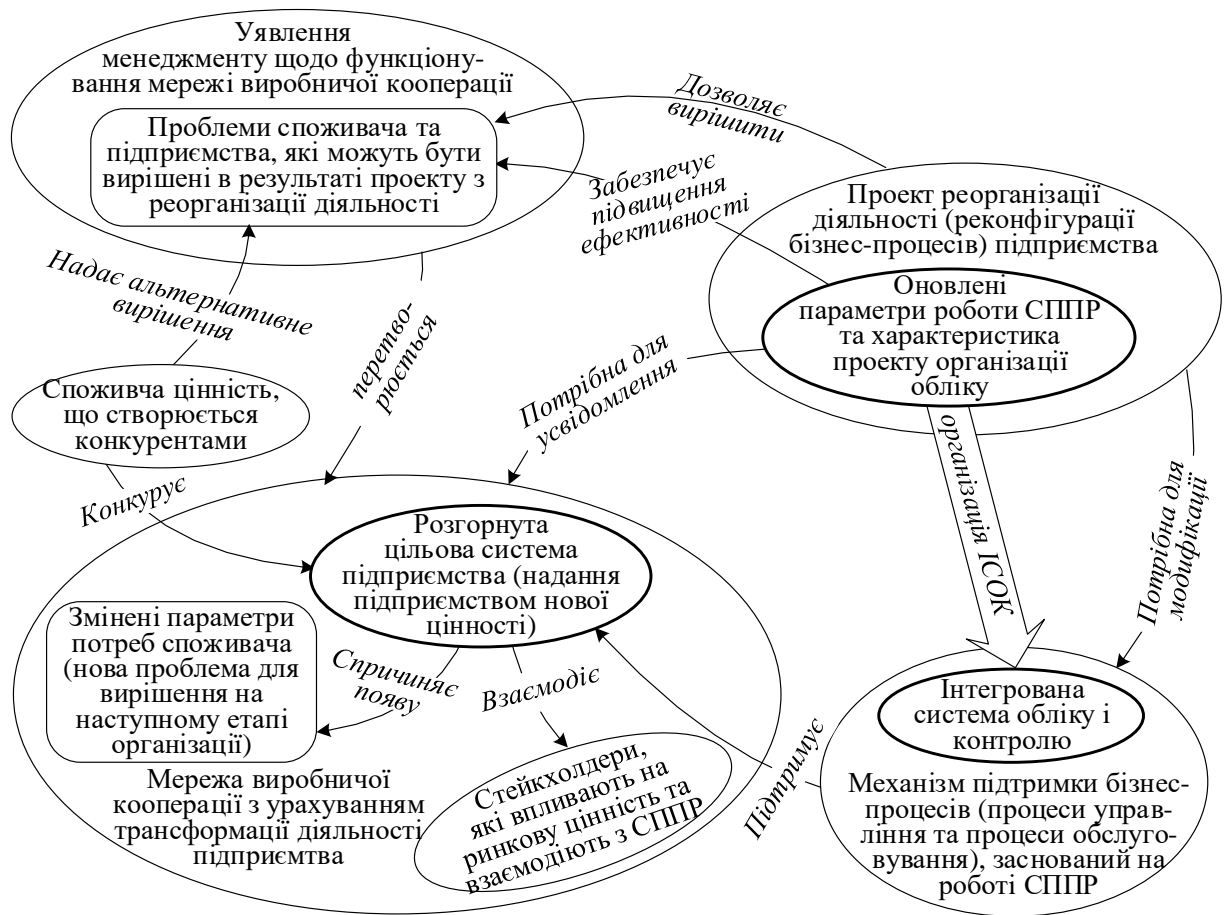 Уявлення
менеджменту щодо функціону-
вання мережі виробничої кооперації
Проблеми споживача та
підприємства, які можуть бути
вирішені в результаті проекту з
реорганізації діяльності
Дозволяє
вирішити
Забезпечує
підвищення
ефективності
Проект реорганізації
діяльності (реконфігурації
бізнес-процесів) підприємства
Оновлені
параметри роботи СППР
та характеристика
проекту організації
обліку
Надає альтернативне
вирішення
перетво-
рюється
Потрібна для
усвідомлення
Споживча цінність,
що створюється
конкурентами
Конкурує
організація ІСОК
Потрібна для
модифікації
Розгорнута
цільова система
підприємства (надання
підприємством нової
цінності)
Змінені параметри
потреб споживача
(нова проблема для
вирішення на
наступному етапі
організації)
Спричиняє
появу
Взаємодіє
Мережа виробничої
кооперації з урахуванням
трансформації діяльності
підприємтва
Стейкхолдери,
які впливають на
ринкову цінність та
взаємодіють з СППР
Підтримує
Інтегрована
система обліку і
контролю
Механізм підтримки бізнес-
процесів (процеси управ-
ління та процеси обслуго-
вування), заснований на
роботі СППР